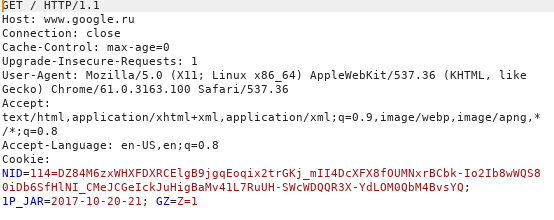 GET / HTTP/1.1
Host: www.google.ru
Connection: close
Cache-Control: max-age=0
Upgrade-Insecure-Requests: 1
User-Agent: Mozilla/5.0 (X11; Linux x86_64) AppleWebKit/537.36 (KHTML, like
Gecko) Chrome/61.0.3163.100 Safari/537.36
Accept:
text/html,application/xhtml+xml,application/xml;q=0.9,image/webp,image/apng,*
/*;q=0.8
Accept-Language: en-US,en;q=0.8
Cookie:
NID=114=DZ84M6zxWHXFDXRCElgB9jgqEoqix2trGKj_mII4DcXFX8fOUMNxrBCbk-Io2Ib8wWQS8
0iDb6SfHlNI_CMeJCGeIckJuHigBaMv41L7RuUH-SWcWDQQR3X-YdLOM0QbM4BvsYQ;
1P_JAR=2017-10-20-21; GZ=Z=1